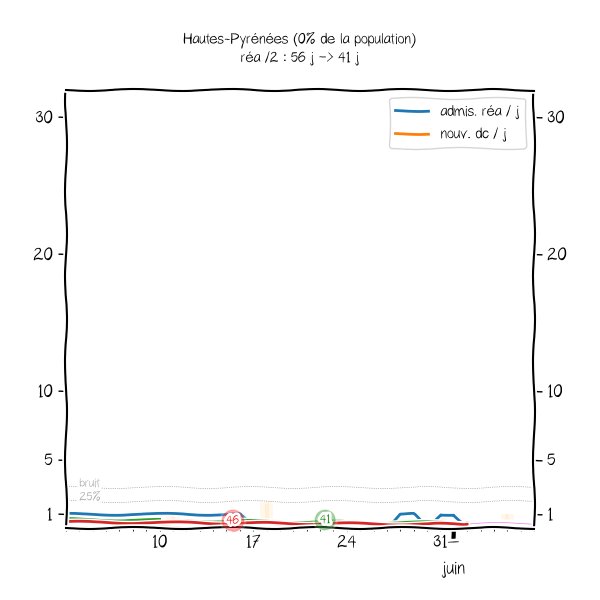 Hautes-Pyrénées (0% de la population)
réa /2 : 56 j -> 41 j
admis. réa / j
nouv. dc / j
30
30
20
20
10
10
5
5
bruit
25%
1
1
46
41
10
17
24
31
juin